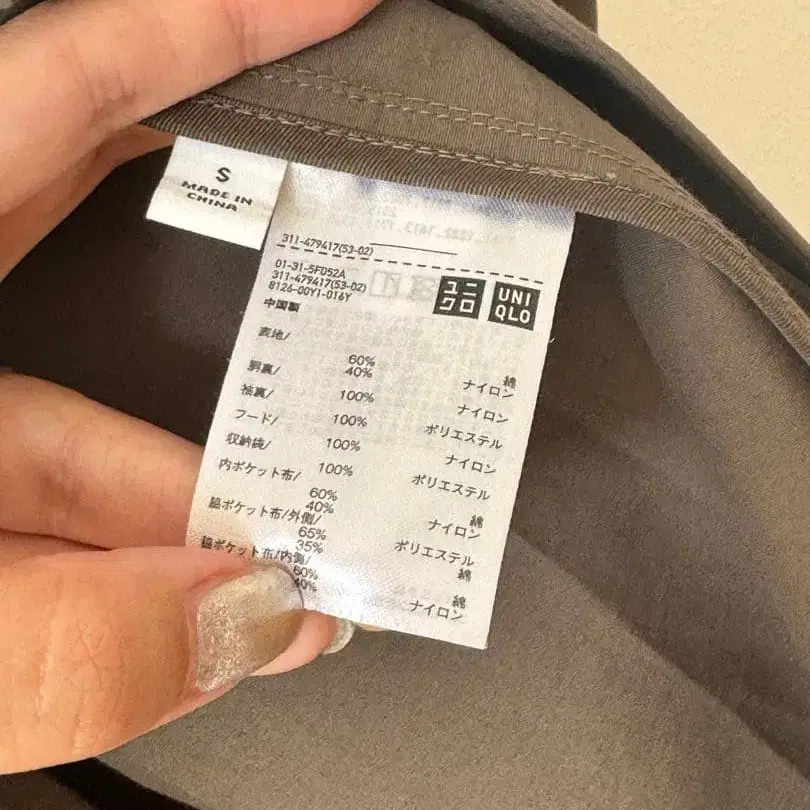 S
MADE IN
CHINA
311-479417(53-02)
01-31-5F052A
311-479417(53-02)
8126-00Y1-016Y
ユニ
クロ
UNI
QLO
中国製
表地/
60% 綿
40% ナイロン
胴裏/
100% ナイロン
袖裏/
100% ポリエステル
フード/
100% ナイロン
収納袋/
100% ポリエステル
内ポケット布/
60% 綿
40% ナイロン
脇ポケット布/外側/
65% ポリエステル
35% 綿
脇ポケット布/内側/
60% 綿
40% ナイロン